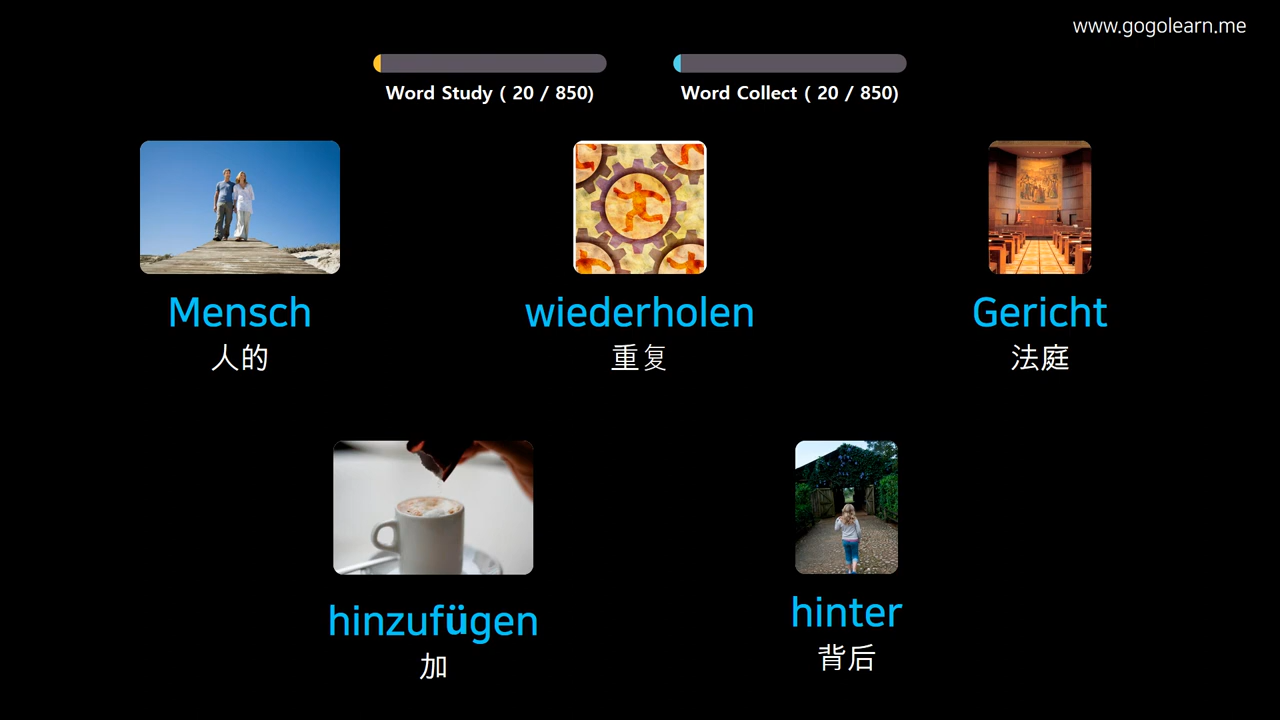 www.gogolearn.me
Word Study ( 20 / 850)
Word Collect ( 20 / 850)
Mensch
人的
wiederholen
重复
Gericht
法庭
hinzufügen
加
hinter
背后